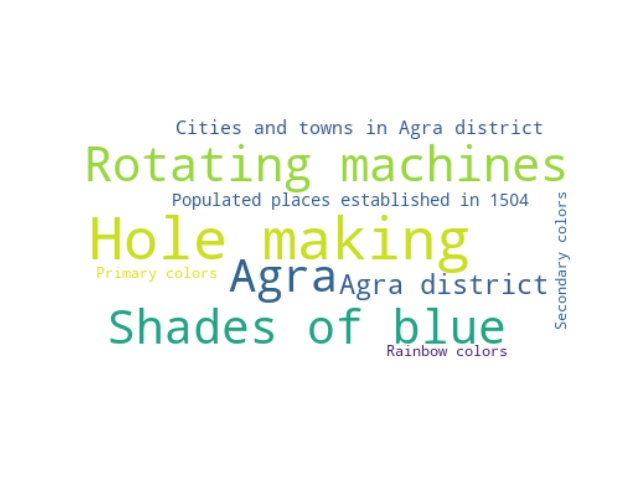 Cities and towns in Agra district
Rotating machines
Populated places established in 1504
Secondary colors
Hole making
Primary colors
Agra
Agra district
Shades of blue
Rainbow colors